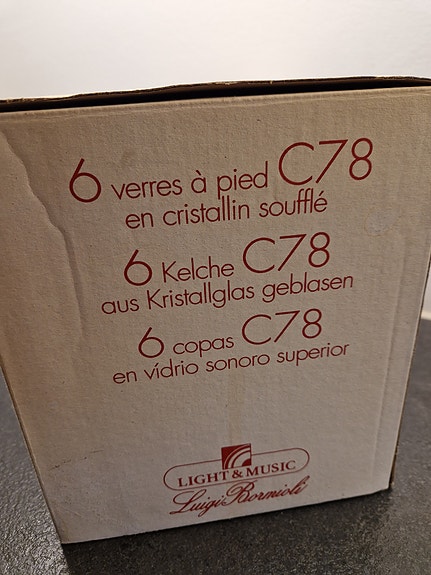 6 verres à pied C78
en cristallin soufflé
6 Kelche C78
aus Kristallglas geblasen
6 copas C78
en vídrio sonoro superior
LIGHT & MUSIC
Luigi Bormioli